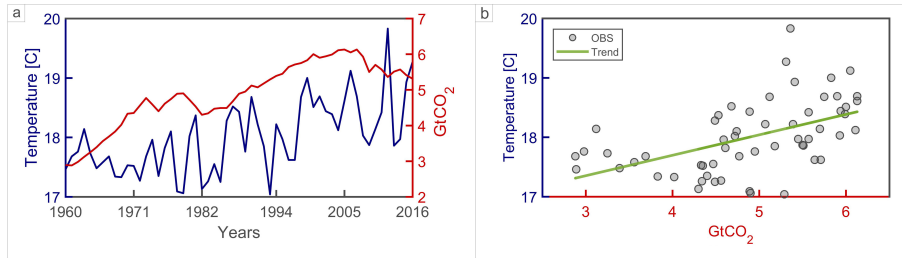 a
20
19
18
17
Temperature [C]
1960
1971
1982
1994
2005
2016
Years
7
6
5
4
3
2
GtCO2
b
20
19
18
17
Temperature [C]
OBS
Trend
3
4
5
6
GtCO2